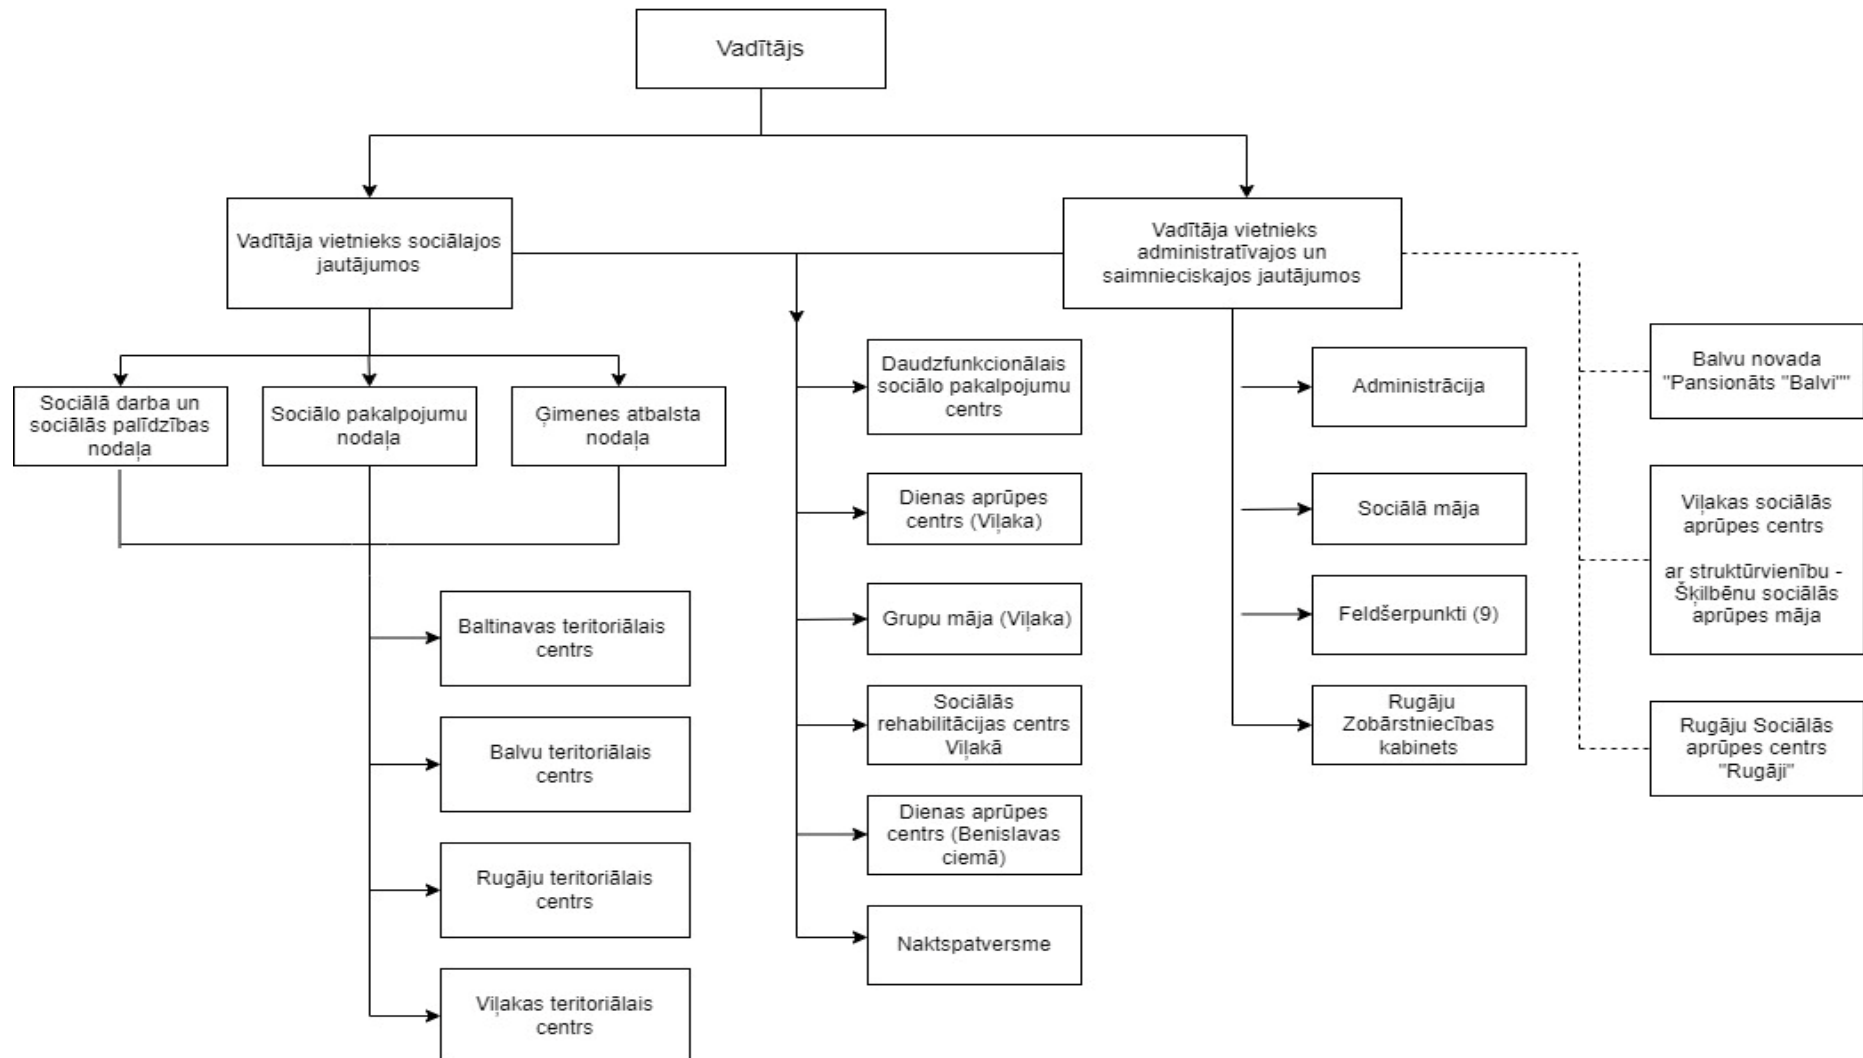 Vadītājs
Vadītāja vietnieks sociālajos
jautājumos
Vadītāja vietnieks
administratīvajos un
saimnieciskajos jautājumos
Sociālā darba un
sociālās palīdzības
nodaļa
Sociālo pakalpojumu
nodaļa
Ģimenes atbalsta
nodaļa
Baltinavas teritoriālais
centrs
Balvu teritoriālais
centrs
Rugāju teritoriālais
centrs
Viļakas teritoriālais
centrs
Daudzfunkcionālais
sociālo pakalpojumu
centrs
Dienas aprūpes
centrs (Viļaka)
Grupu māja (Viļaka)
Sociālās
rehabilitācijas centrs
Viļakā
Dienas aprūpes
centrs (Benislavas
ciemā)
Naktspatversme
Administrācija
Sociālā māja
Feldšerpunkti (9)
Rugāju
Zobārstniecības
kabinets
Balvu novada
"Pansionāts "Balvi""
Viļakas sociālās
aprūpes centrs
ar struktūrvienību -
Šķilbēnu sociālās
aprūpes māja
Rugāju Sociālās
aprūpes centrs
"Rugāji"